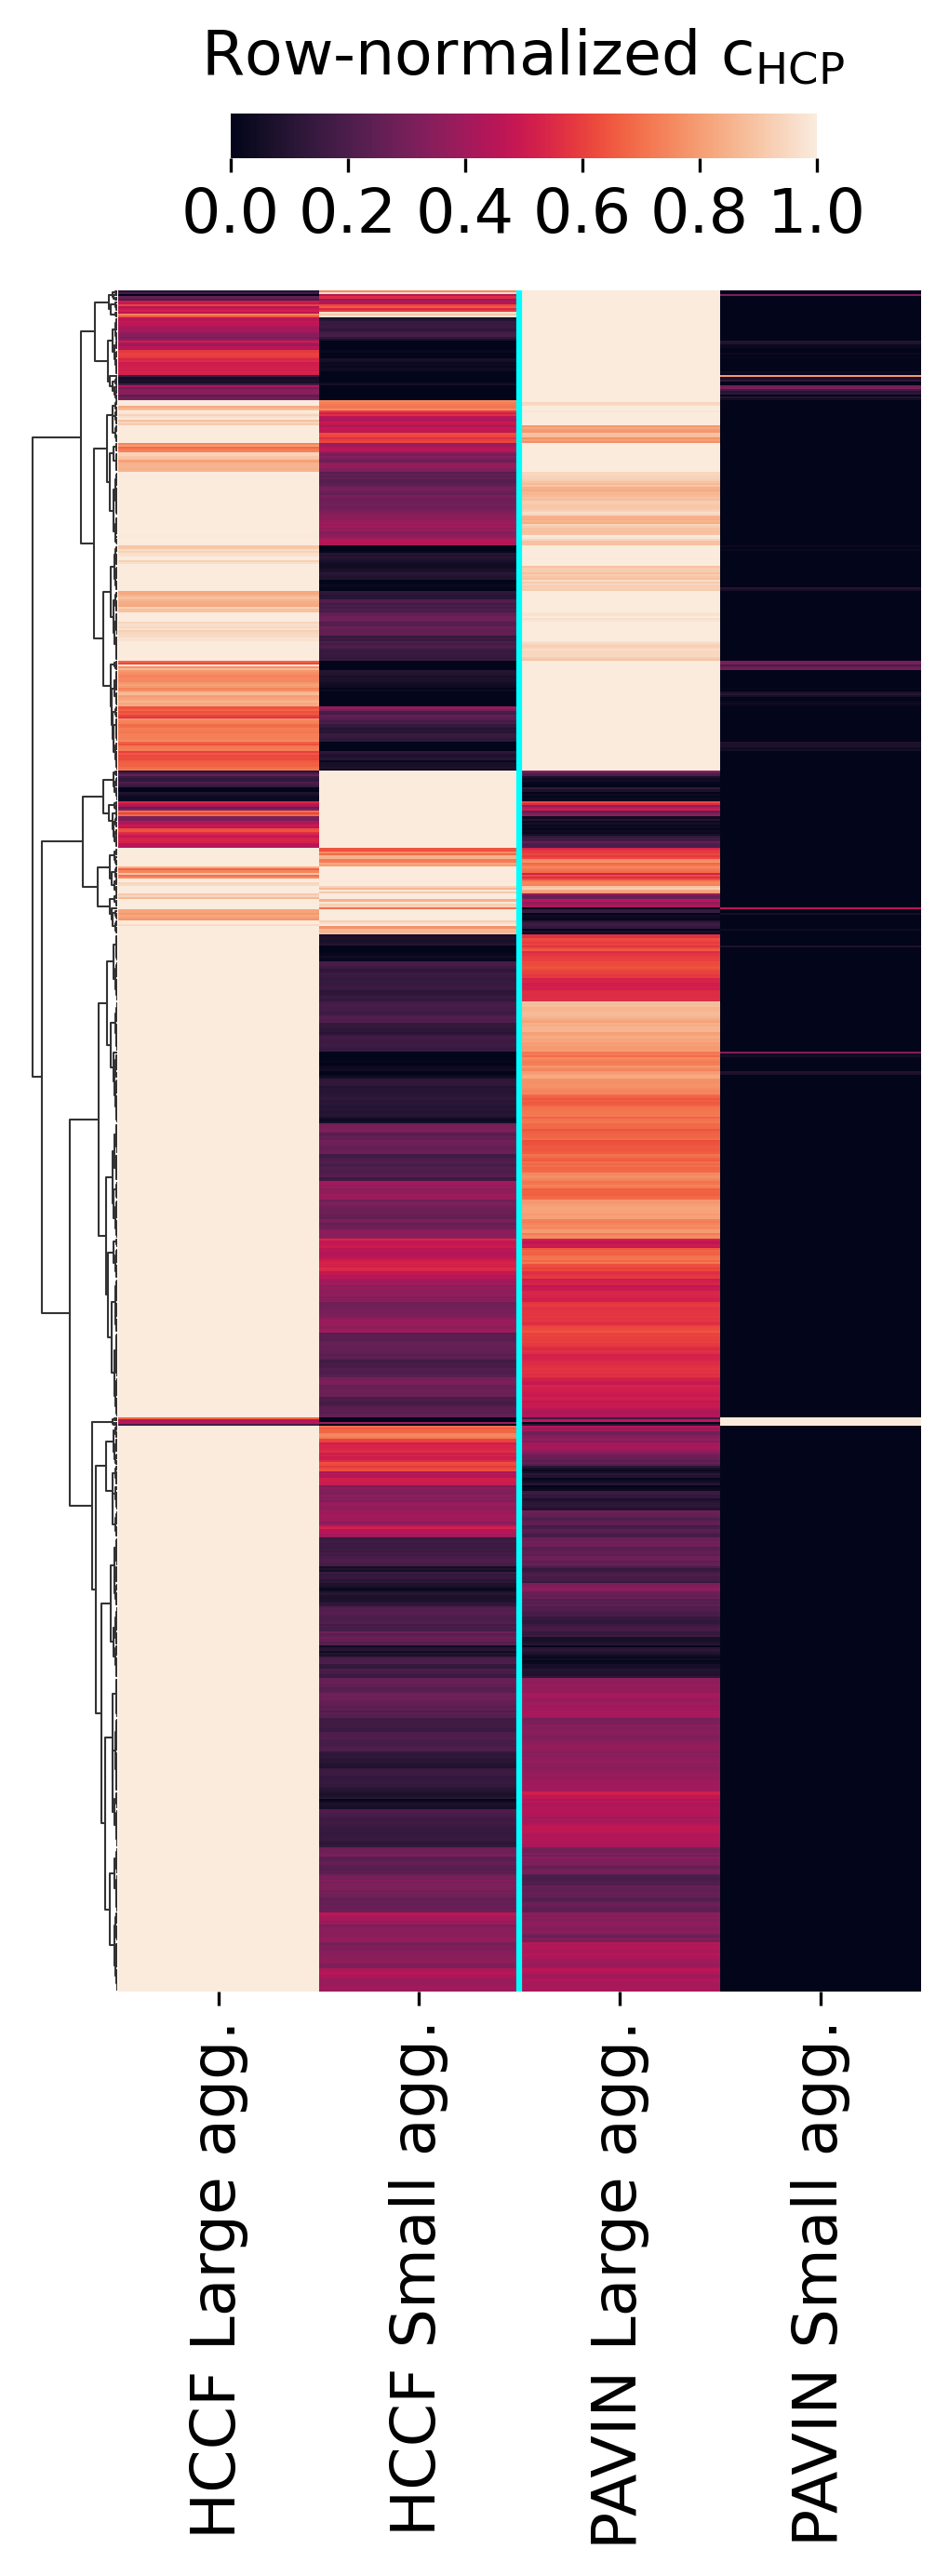 Row-normalized cHCP
0.0 0.2 0.4 0.6 0.8 1.0
HCCF Large agg.
HCCF Small agg.
PAVIN Large agg.
PAVIN Small agg.